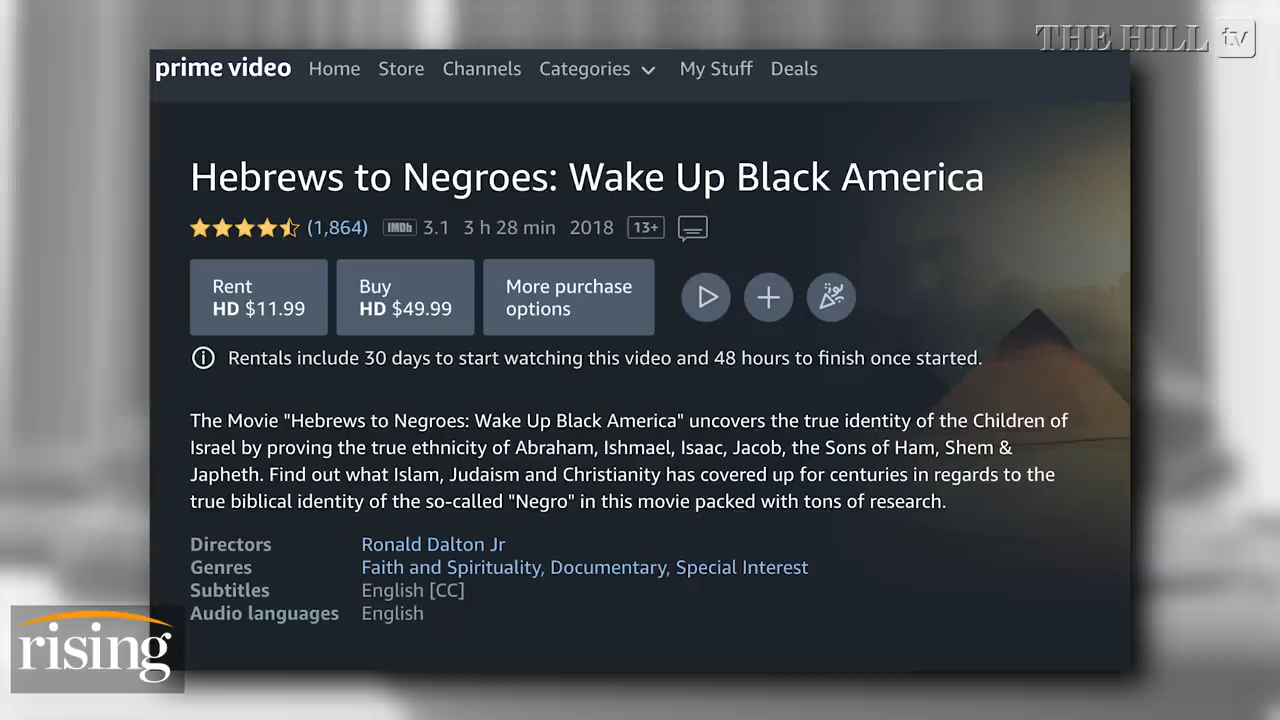 THE HILL tv
prime video Home Store Channels Categories My Stuff Deals
Hebrews to Negroes: Wake Up Black America
(1,864) IMDb 3.1 3 h 28 min 2018 13+
Rent
HD $11.99
Buy
HD $49.99
More purchase
options
Rentals include 30 days to start watching this video and 48 hours to finish once started.
The Movie "Hebrews to Negroes: Wake Up Black America" uncovers the true identity of the Children of
Israel by proving the true ethnicity of Abraham, Ishmael, Isaac, Jacob, the Sons of Ham, Shem &
Japheth. Find out what Islam, Judaism and Christianity has covered up for centuries in regards to the
true biblical identity of the so-called "Negro" in this movie packed with tons of research.
Directors Ronald Dalton Jr
Genres Faith and Spirituality, Documentary, Special Interest
Subtitles English [CC]
Audio languages English
rising